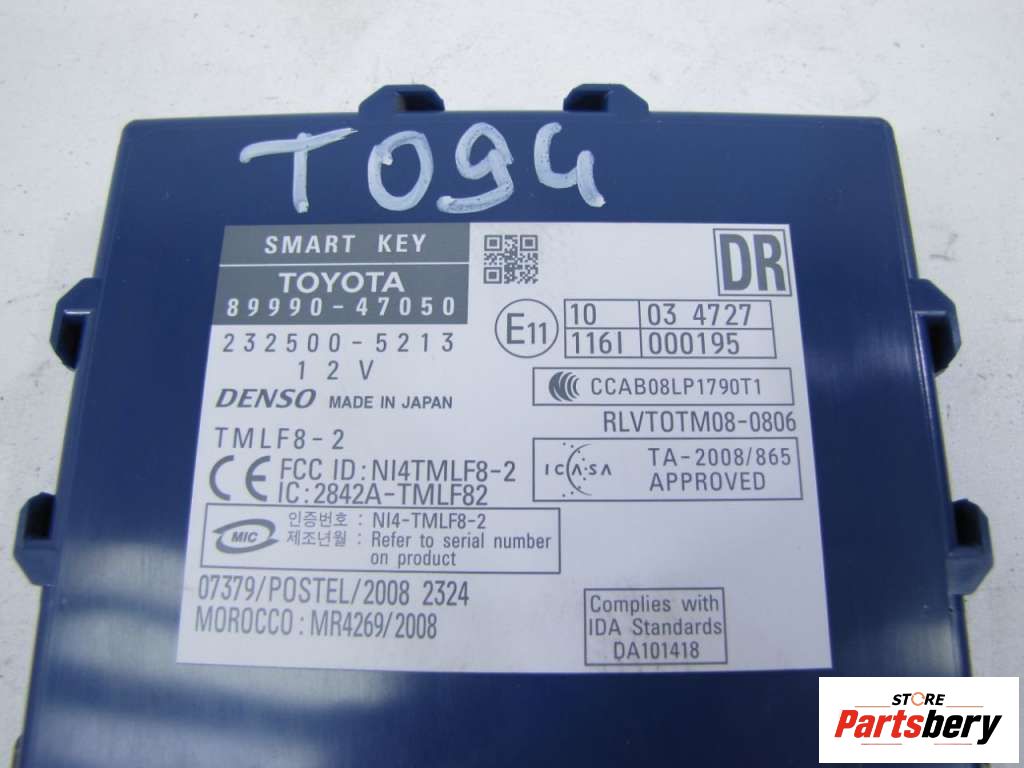 T094
SMART KEY
TOYOTA
89990-47050
232500-5213
12V
DENSO MADE IN JAPAN
TMLF8-2
CE FCC ID: NI4TMLF8-2
IC: 2842A-TMLF82
MIC 인증번호 : NI4-TMLF8-2
제조년월 : Refer to serial number
on product
07379/POSTEL/2008 2324
MOROCCO : MR4269/2008
DR
E11
10 03 4727
116I 000195
CCAB08LP1790T1
RLVTOTM08-0806
ICASA TA-2008/865
APPROVED
Complies with
IDA Standards
DA101418
STORE
Partsbery